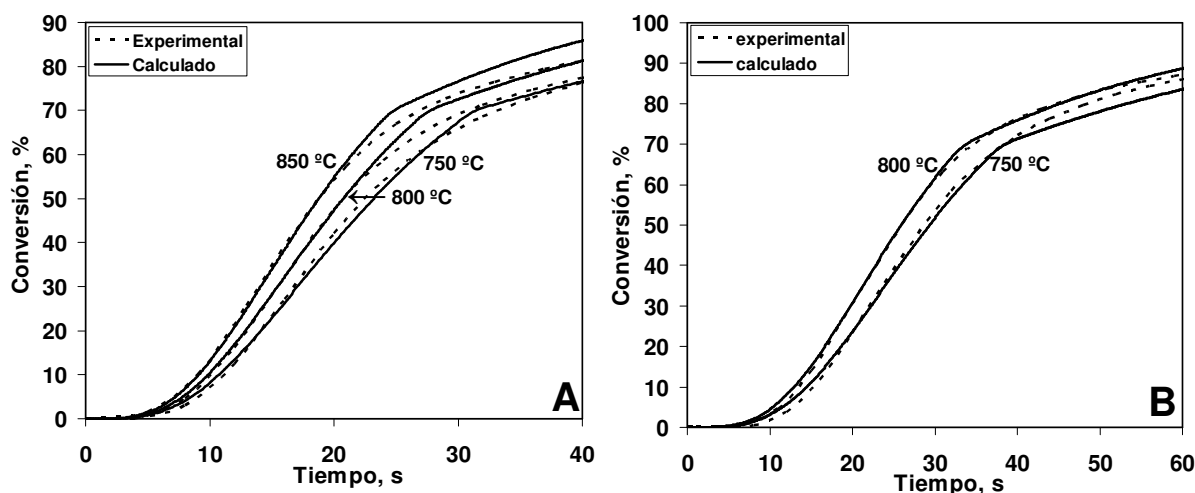 90
80
70
60
50
40
30
20
10
0
Conversión, %
Experimental
Calculado
850 ºC
750 ºC
800 ºC
A
0 10 20 30 40
Tiempo, s
100
90
80
70
60
50
40
30
20
10
0
Conversión, %
experimental
calculado
800 ºC
750 ºC
B
0 10 20 30 40 50 60
Tiempo, s